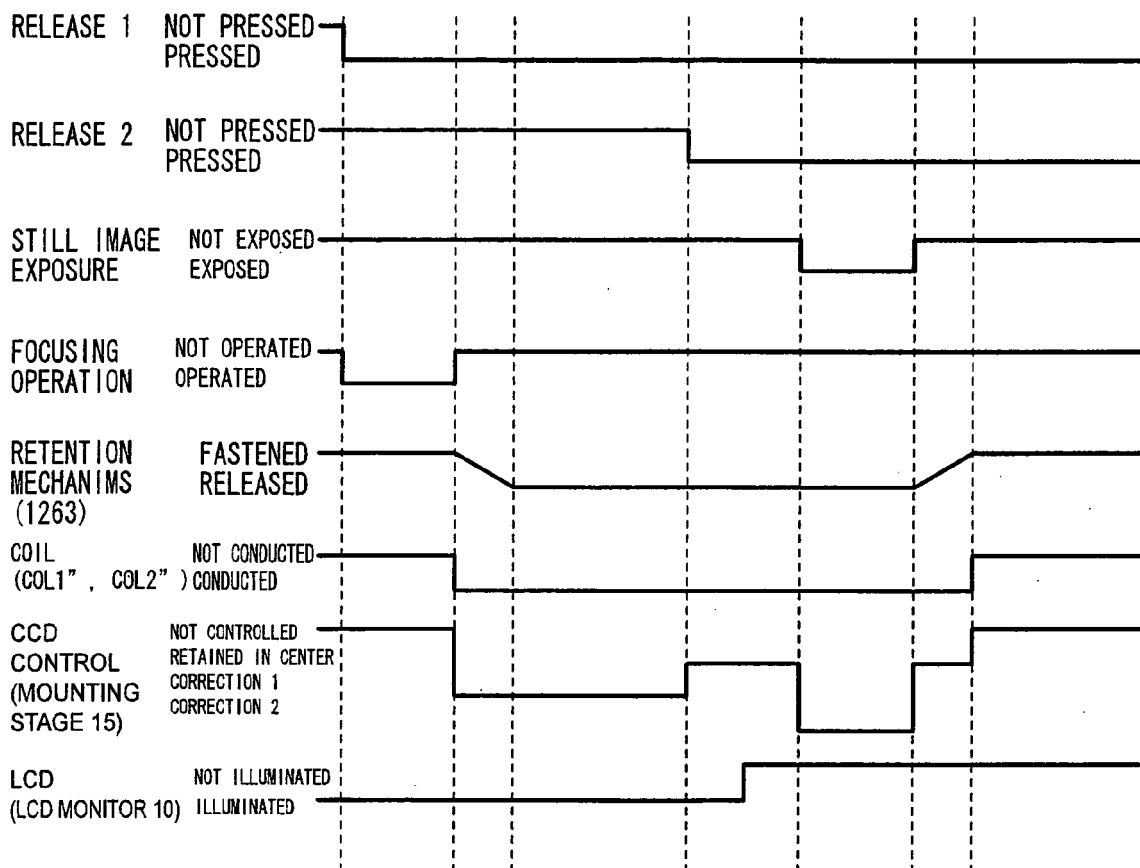 RELEASE 1 NOT PRESSED
PRESSED
RELEASE 2 NOT PRESSED
PRESSED
STILL IMAGE NOT EXPOSED
EXPOSURE EXPOSED
FOCUSING NOT OPERATED
OPERATION OPERATED
RETENTION FASTENED
MECHANIMS RELEASED
(1263)
COIL NOT CONDUCTED
(COL1", COL2") CONDUCTED
CCD NOT CONTROLLED
CONTROL RETAINED IN CENTER
(MOUNTING CORRECTION 1
STAGE 15) CORRECTION 2
LCD NOT ILLUMINATED
(LCD MONITOR 10) ILLUMINATED